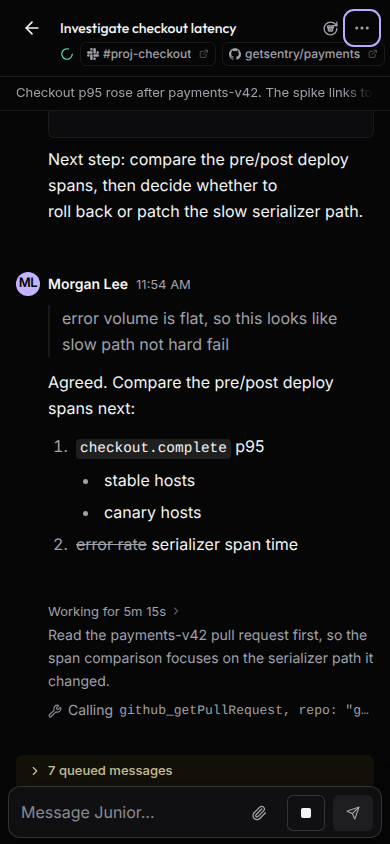 Investigate checkout latency
#proj-checkout getsentry/payments
Checkout p95 rose after payments-v42. The spike links to
Next step: compare the pre/post deploy
spans, then decide whether to
roll back or patch the slow serializer path.
ML Morgan Lee 11:54 AM
error volume is flat, so this looks like
slow path not hard fail
Agreed. Compare the pre/post deploy
spans next:
1. checkout.complete p95
• stable hosts
• canary hosts
2. error rate serializer span time
Working for 5m 15s
Read the payments-v42 pull request first, so the
span comparison focuses on the serializer path it
changed.
Calling github_getPullRequest, repo: "g…
7 queued messages
Message Junior...